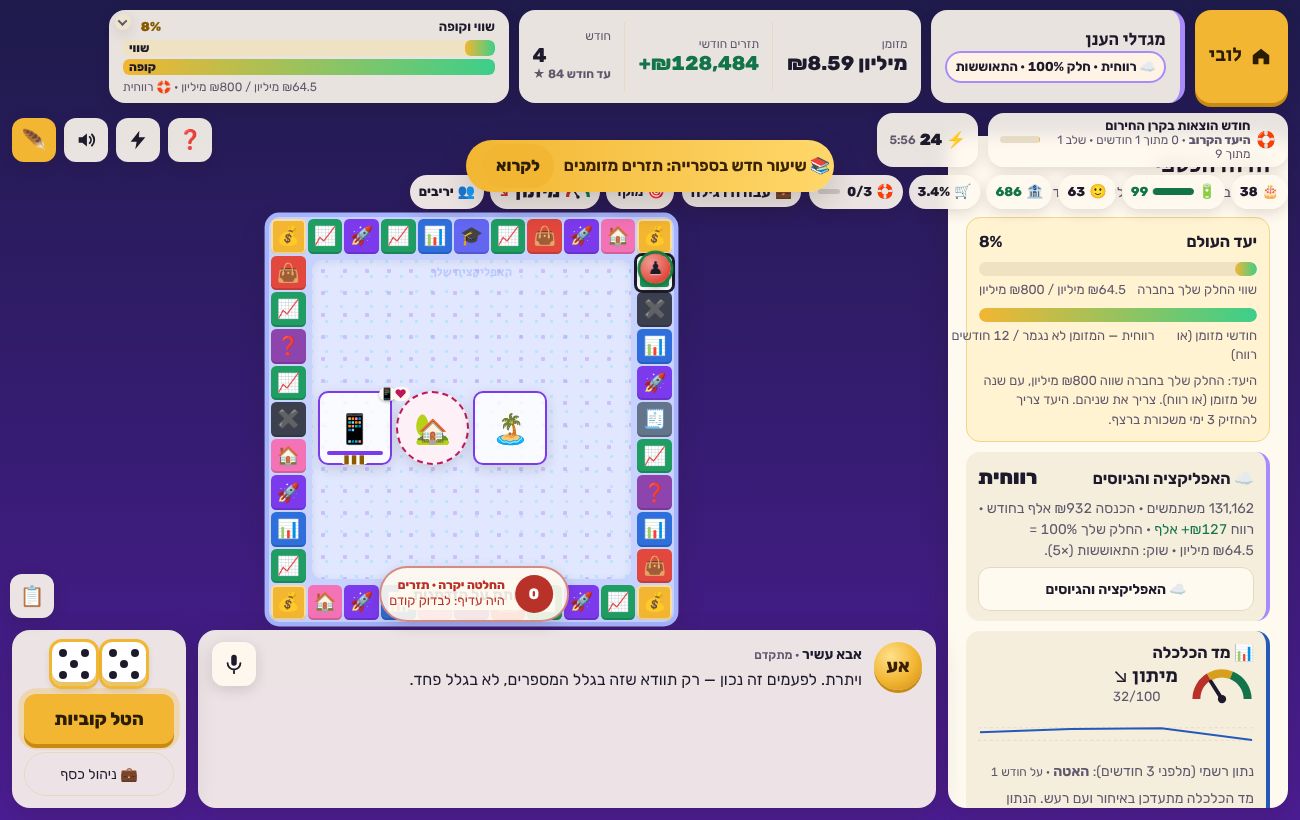 לובי
מגדלי הענן
☁️ רווחית • חלק 100% • התאוששות
מזומן
₪8.59 מיליון
תזרים חודשי
+₪128,484
חודש
4
עד חודש 84 ★
שווי וקופה
8%
שווי
קופה
₪64.5 מיליון / ₪800 מיליון • 🛟 רווחית
חודש הוצאות בקרן החירום
היעד הקרוב • 0 מתוך 1 חודשים • שלב 1
מתוך 9
⚡ 24 5:56
📚 שיעור חדש בספרייה: תזרים מזומנים
לקרוא
🎂 38
🔋 99
🙂 63
🏦 686
🛒 3.4%
🛟 0/3
👥 יריבים
יעד העולם
8%
שווי החלק שלך בחברה
₪64.5 מיליון / ₪800 מיליון
חודשי מזומן (או רווח)
רווחית – המזומן לא נגמר / 12 חודשים
היעד: החלק שלך בחברה שווה ₪800 מיליון, עם שנה
של מזומן (או רווח). צריך את שניהם. היעד צריך
להחזיק 3 ימי משכורת ברצף.
☁️ האפליקציה והגיוסים
רווחית
131,162 משתמשים • הכנסה ₪932 אלף בחודש •
רווח ₪127+ אלף • החלק שלך 100% =
₪64.5 מיליון • שוק: התאוששות (×5).
☁️ האפליקציה והגיוסים
📊 מד הכלכלה
מיתון ↘
32/100
נתון רשמי (מלפני 3 חודשים): האטה • על חודש 1
מד הכלכלה מתעדכן באיחור ועם רעש. הנתון
האפליקציה שלך
0
החלטה יקרה • תזרים
היה עדיף: לבדוק קודם
אע
אבא עשיר • מתקדם
ויתרת. לפעמים זה נכון – רק תוודא שזה בגלל המספרים, לא בגלל פחד.
הטל קוביות
💼 ניהול כסף